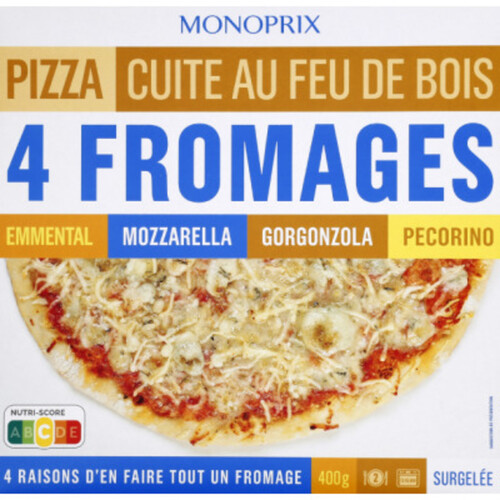 MONOPRIX
PIZZA CUITE AU FEU DE BOIS
4 FROMAGES
EMMENTAL MOZZARELLA GORGONZOLA PECORINO
NUTRI-SCORE
A B C D E
4 RAISONS D'EN FAIRE TOUT UN FROMAGE 400g 2 SURGELÉE